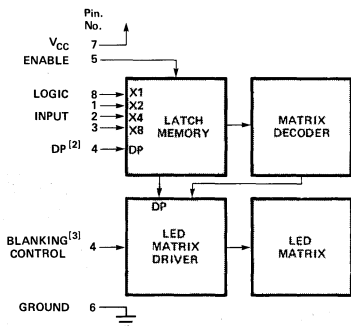 Pin.
No.
VCC 7
ENABLE 5
LOGIC 8 X1
1 X2
INPUT 2 X4
3 X8
DP[2] 4 DP
LATCH
MEMORY
MATRIX
DECODER
DP
BLANKING[3]
CONTROL 4
LED
MATRIX
DRIVER
LED
MATRIX
GROUND 6